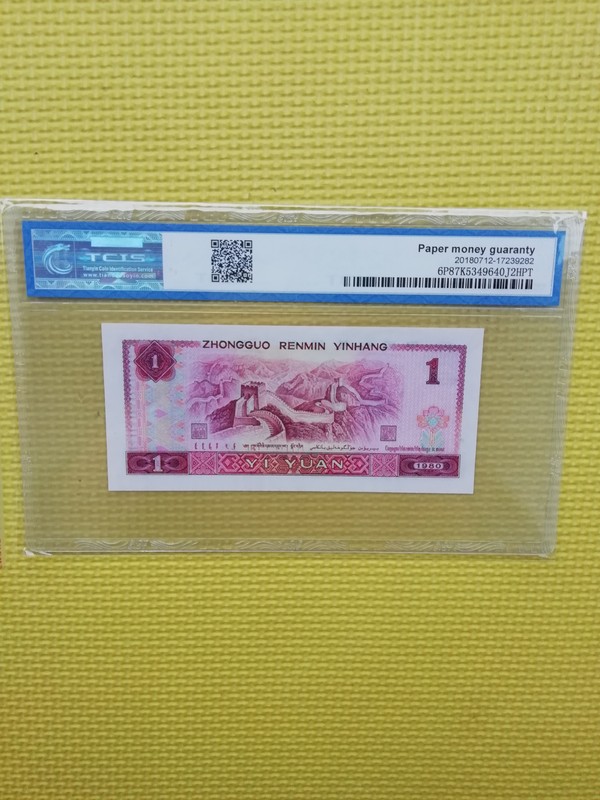 TCIS
Paper money guaranty
20180712-17239282
6P87K5349640J2HPT
ZHONGGUO RENMIN YINHANG
1
1
1
YI YUAN
1980